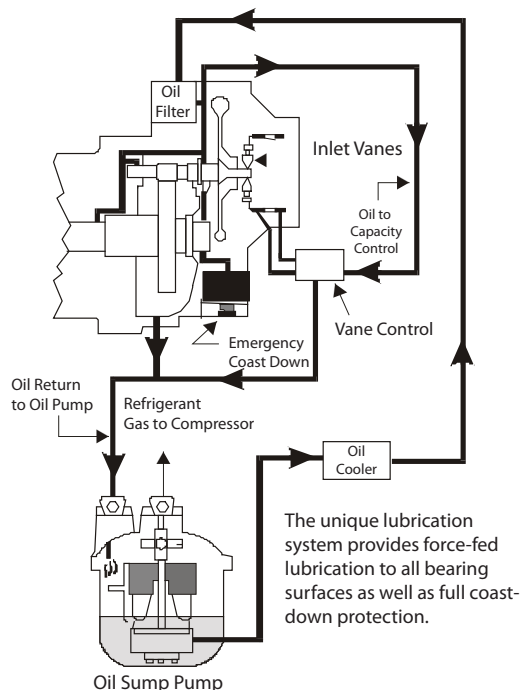 Oil
Filter
Inlet Vanes
Oil to
Capacity
Control
Vane Control
Emergency
Coast Down
Oil Return
to Oil Pump
Refrigerant
Gas to Compressor
Oil
Cooler
The unique lubrication
system provides force-fed
lubrication to all bearing
surfaces as well as full coast-
down protection.
Oil Sump Pump